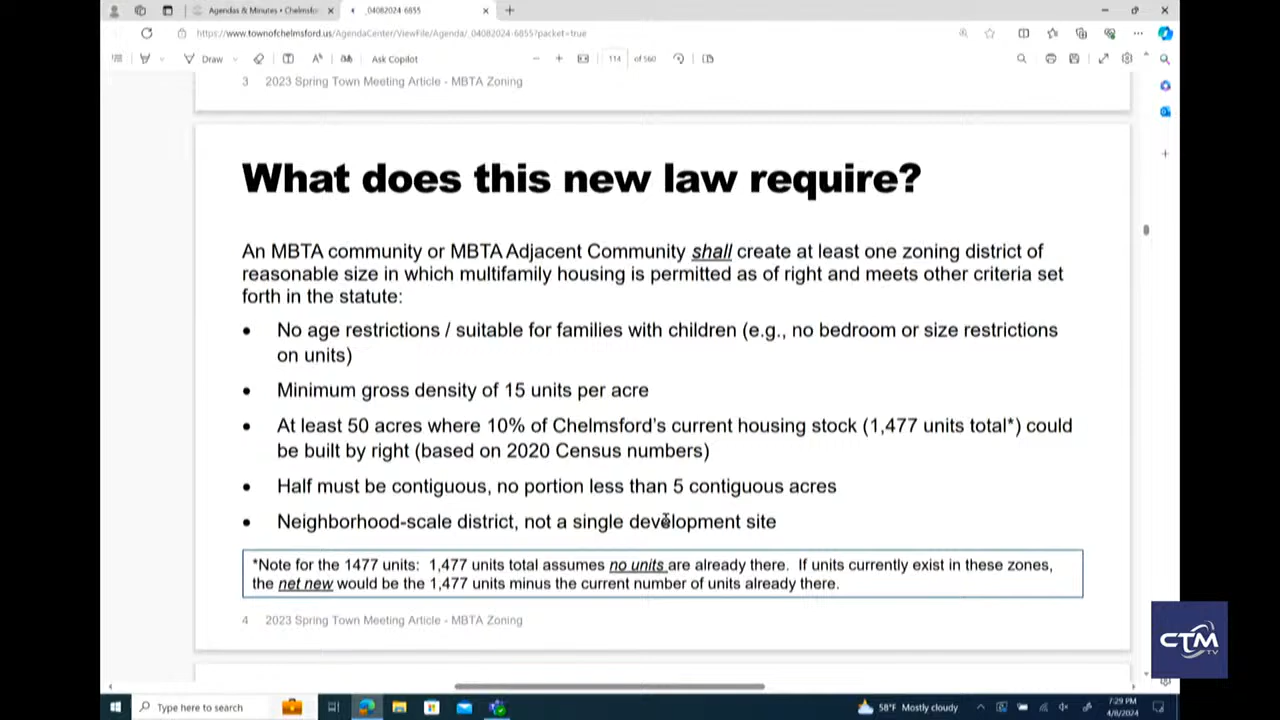 Agendas & Minutes • Chelmsfor
_04082024-6855
https://www.townofchelmsford.us/AgendaCenter/ViewFile/Agenda/_04082024-6855?packet=true
Draw
Ask Copilot
114 of 560
3 2023 Spring Town Meeting Article - MBTA Zoning
What does this new law require?
An MBTA community or MBTA Adjacent Community shall create at least one zoning district of
reasonable size in which multifamily housing is permitted as of right and meets other criteria set
forth in the statute:
• No age restrictions / suitable for families with children (e.g., no bedroom or size restrictions
on units)
• Minimum gross density of 15 units per acre
• At least 50 acres where 10% of Chelmsford's current housing stock (1,477 units total*) could
be built by right (based on 2020 Census numbers)
• Half must be contiguous, no portion less than 5 contiguous acres
• Neighborhood-scale district, not a single development site
*Note for the 1477 units: 1,477 units total assumes no units are already there. If units currently exist in these zones,
the net new would be the 1,477 units minus the current number of units already there.
4 2023 Spring Town Meeting Article - MBTA Zoning
CTM
TV
Type here to search
58°F Mostly cloudy
7:29 PM
4/8/2024